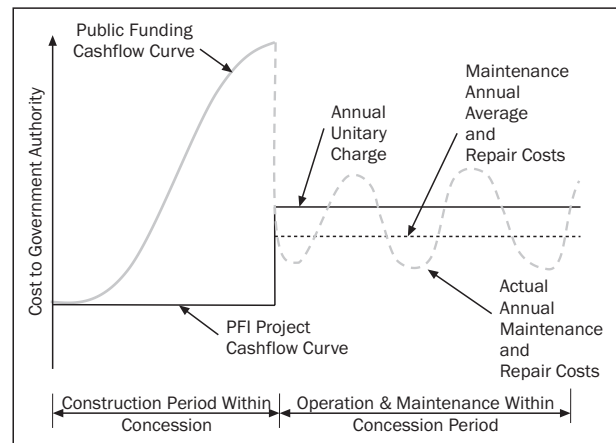 Public Funding
Cashflow Curve
Maintenance
Annual
Average
and
Repair Costs
Annual
Unitary
Charge
Cost to Government Authority
PFI Project
Cashflow Curve
Actual
Annual
Maintenance
and
Repair Costs
Construction Period Within
Concession
Operation & Maintenance Within
Concession Period